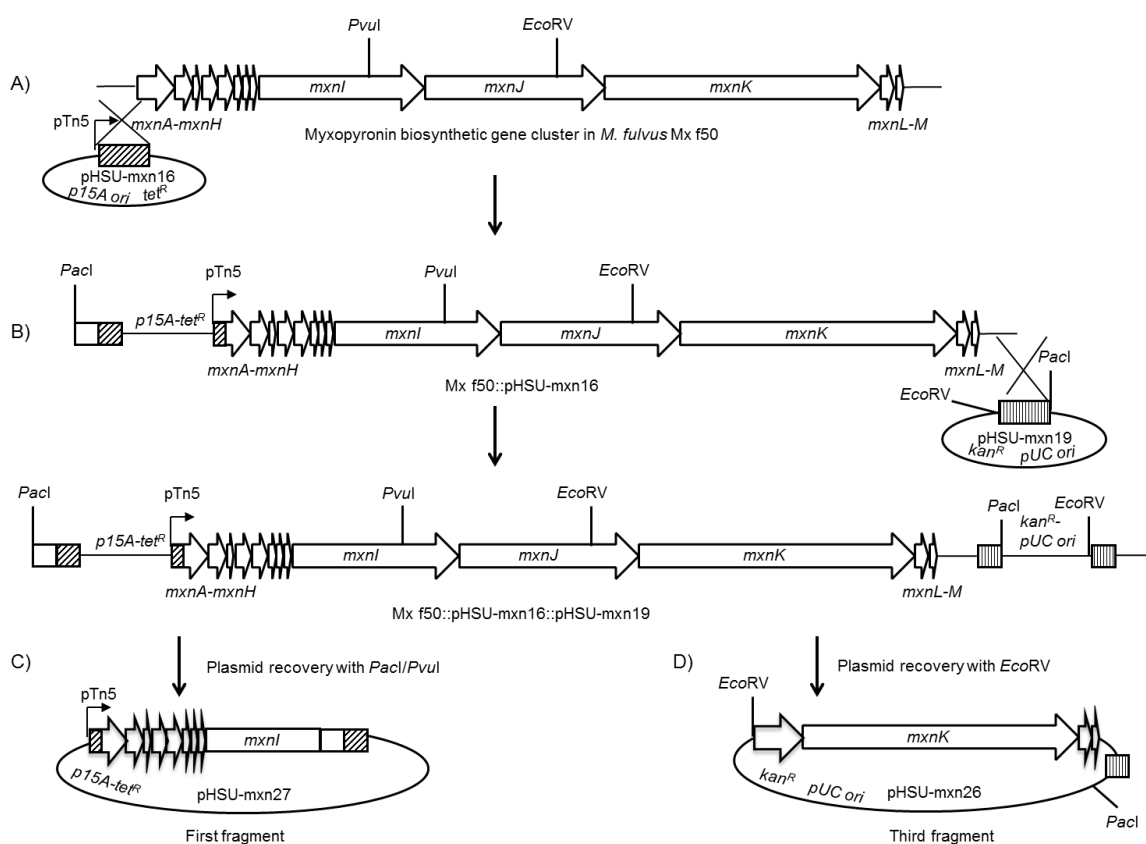 PvuI
EcoRV
A)
mxnI
mxnJ
mxnK
pTn5
mxnA-mxnH
mxnL-M
Myxopyronin biosynthetic gene cluster in M. fulvus Mx f50
pHSU-mxn16
p15A ori tetR
PacI
pTn5
PvuI
EcoRV
p15A-tetR
B)
mxnI
mxnJ
mxnK
mxnA-mxnH
mxnL-M
PacI
Mx f50::pHSU-mxn16
EcoRV
pHSU-mxn19
kanR pUC ori
PacI
pTn5
PvuI
EcoRV
PacI
EcoRV
p15A-tetR
kanR-
pUC ori
mxnI
mxnJ
mxnK
mxnA-mxnH
mxnL-M
Mx f50::pHSU-mxn16::pHSU-mxn19
C)
Plasmid recovery with PacI/PvuI
D)
Plasmid recovery with EcoRV
pTn5
EcoRV
mxnI
mxnK
p15A-tetR
pHSU-mxn27
kanR
pUC ori
pHSU-mxn26
PacI
First fragment
Third fragment